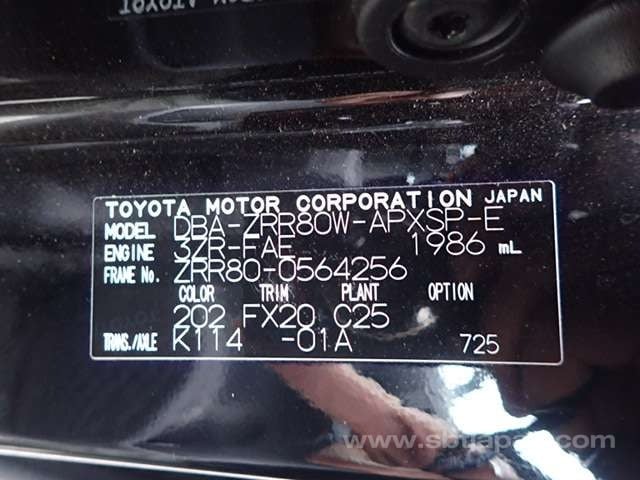 TOYOTA MOTOR CORPORATION JAPAN
MODEL DBA-ZRR80W-APXSP-E
ENGINE 3ZR-FAE 1986 mL
FRAME No. ZRR80-0564256
COLOR TRIM PLANT OPTION
202 FX20 C25
TRANS./AXLE K114 -01A 725
www.sbtjapan.com